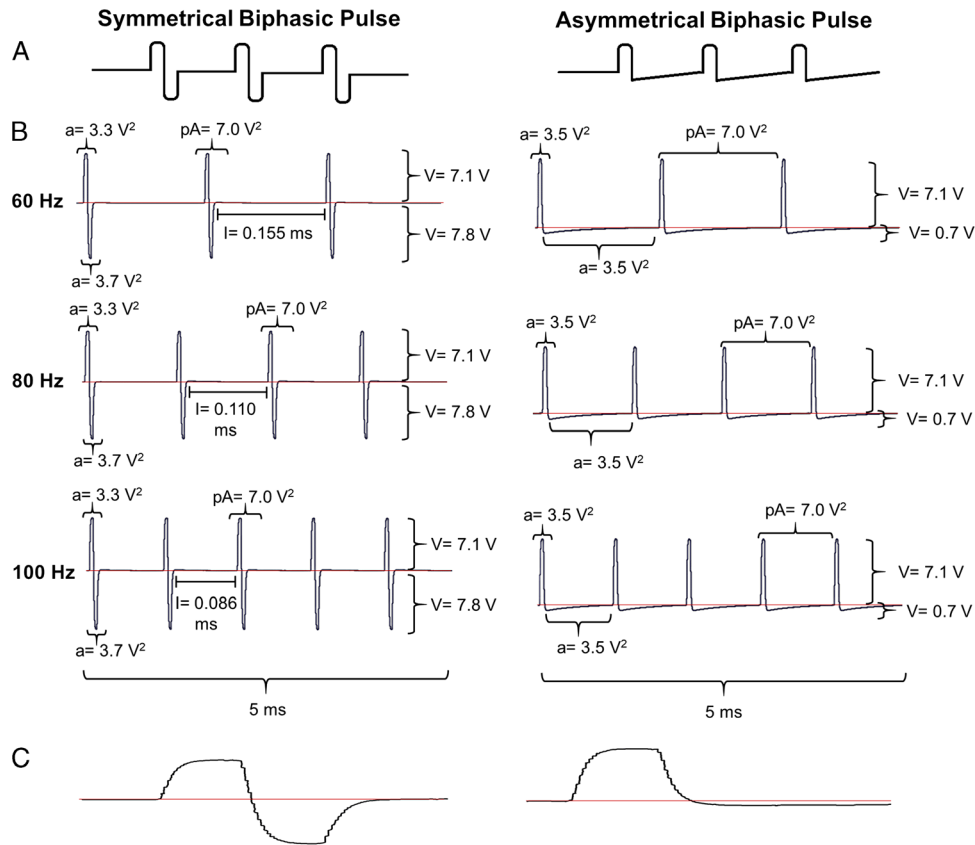 Symmetrical Biphasic Pulse
Asymmetrical Biphasic Pulse
A
B
a= 3.3 V²
pA= 7.0 V²
60 Hz
V= 7.1 V
I= 0.155 ms
V= 7.8 V
a= 3.7 V²
a= 3.5 V²
pA= 7.0 V²
V= 7.1 V
V= 0.7 V
a= 3.5 V²
a= 3.3 V²
pA= 7.0 V²
80 Hz
V= 7.1 V
I= 0.110
ms
V= 7.8 V
a= 3.7 V²
a= 3.5 V²
pA= 7.0 V²
V= 7.1 V
V= 0.7 V
a= 3.5 V²
a= 3.3 V²
pA= 7.0 V²
100 Hz
V= 7.1 V
I= 0.086
ms
V= 7.8 V
a= 3.7 V²
a= 3.5 V²
pA= 7.0 V²
V= 7.1 V
V= 0.7 V
a= 3.5 V²
5 ms
5 ms
C